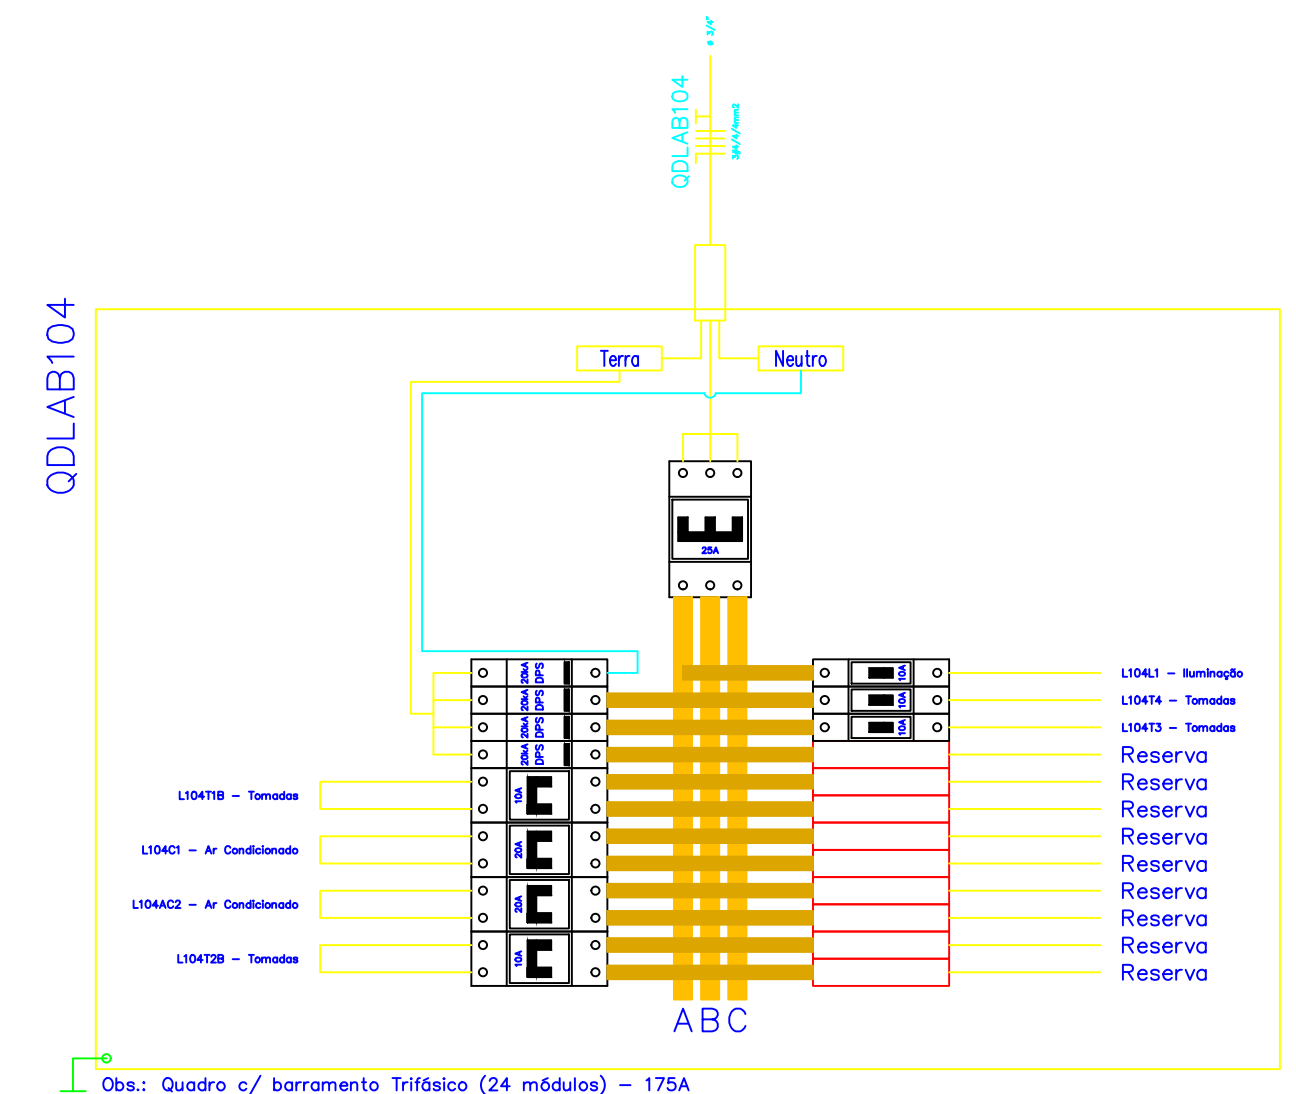 ø 3/4"
QDLAB104
3#4/4/4mm2
QDLAB104
Terra
Neutro
25A
20kA
DPS
20kA
DPS
20kA
DPS
20kA
DPS
10A
20A
20A
10A
10A
10A
10A
L104T1B - Tomadas
L104C1 - Ar Condicionado
L104AC2 - Ar Condicionado
L104T2B - Tomadas
L104L1 - Iluminação
L104T4 - Tomadas
L104T3 - Tomadas
Reserva
Reserva
Reserva
Reserva
Reserva
Reserva
Reserva
Reserva
Reserva
A B C
Obs.: Quadro c/ barramento Trifásico (24 módulos) - 175A